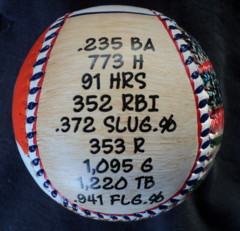 .235 BA
773 H
91 HRS
352 RBI
.372 SLUG.%
353 R
1,095 G
1,220 TB
.941 FLG.%